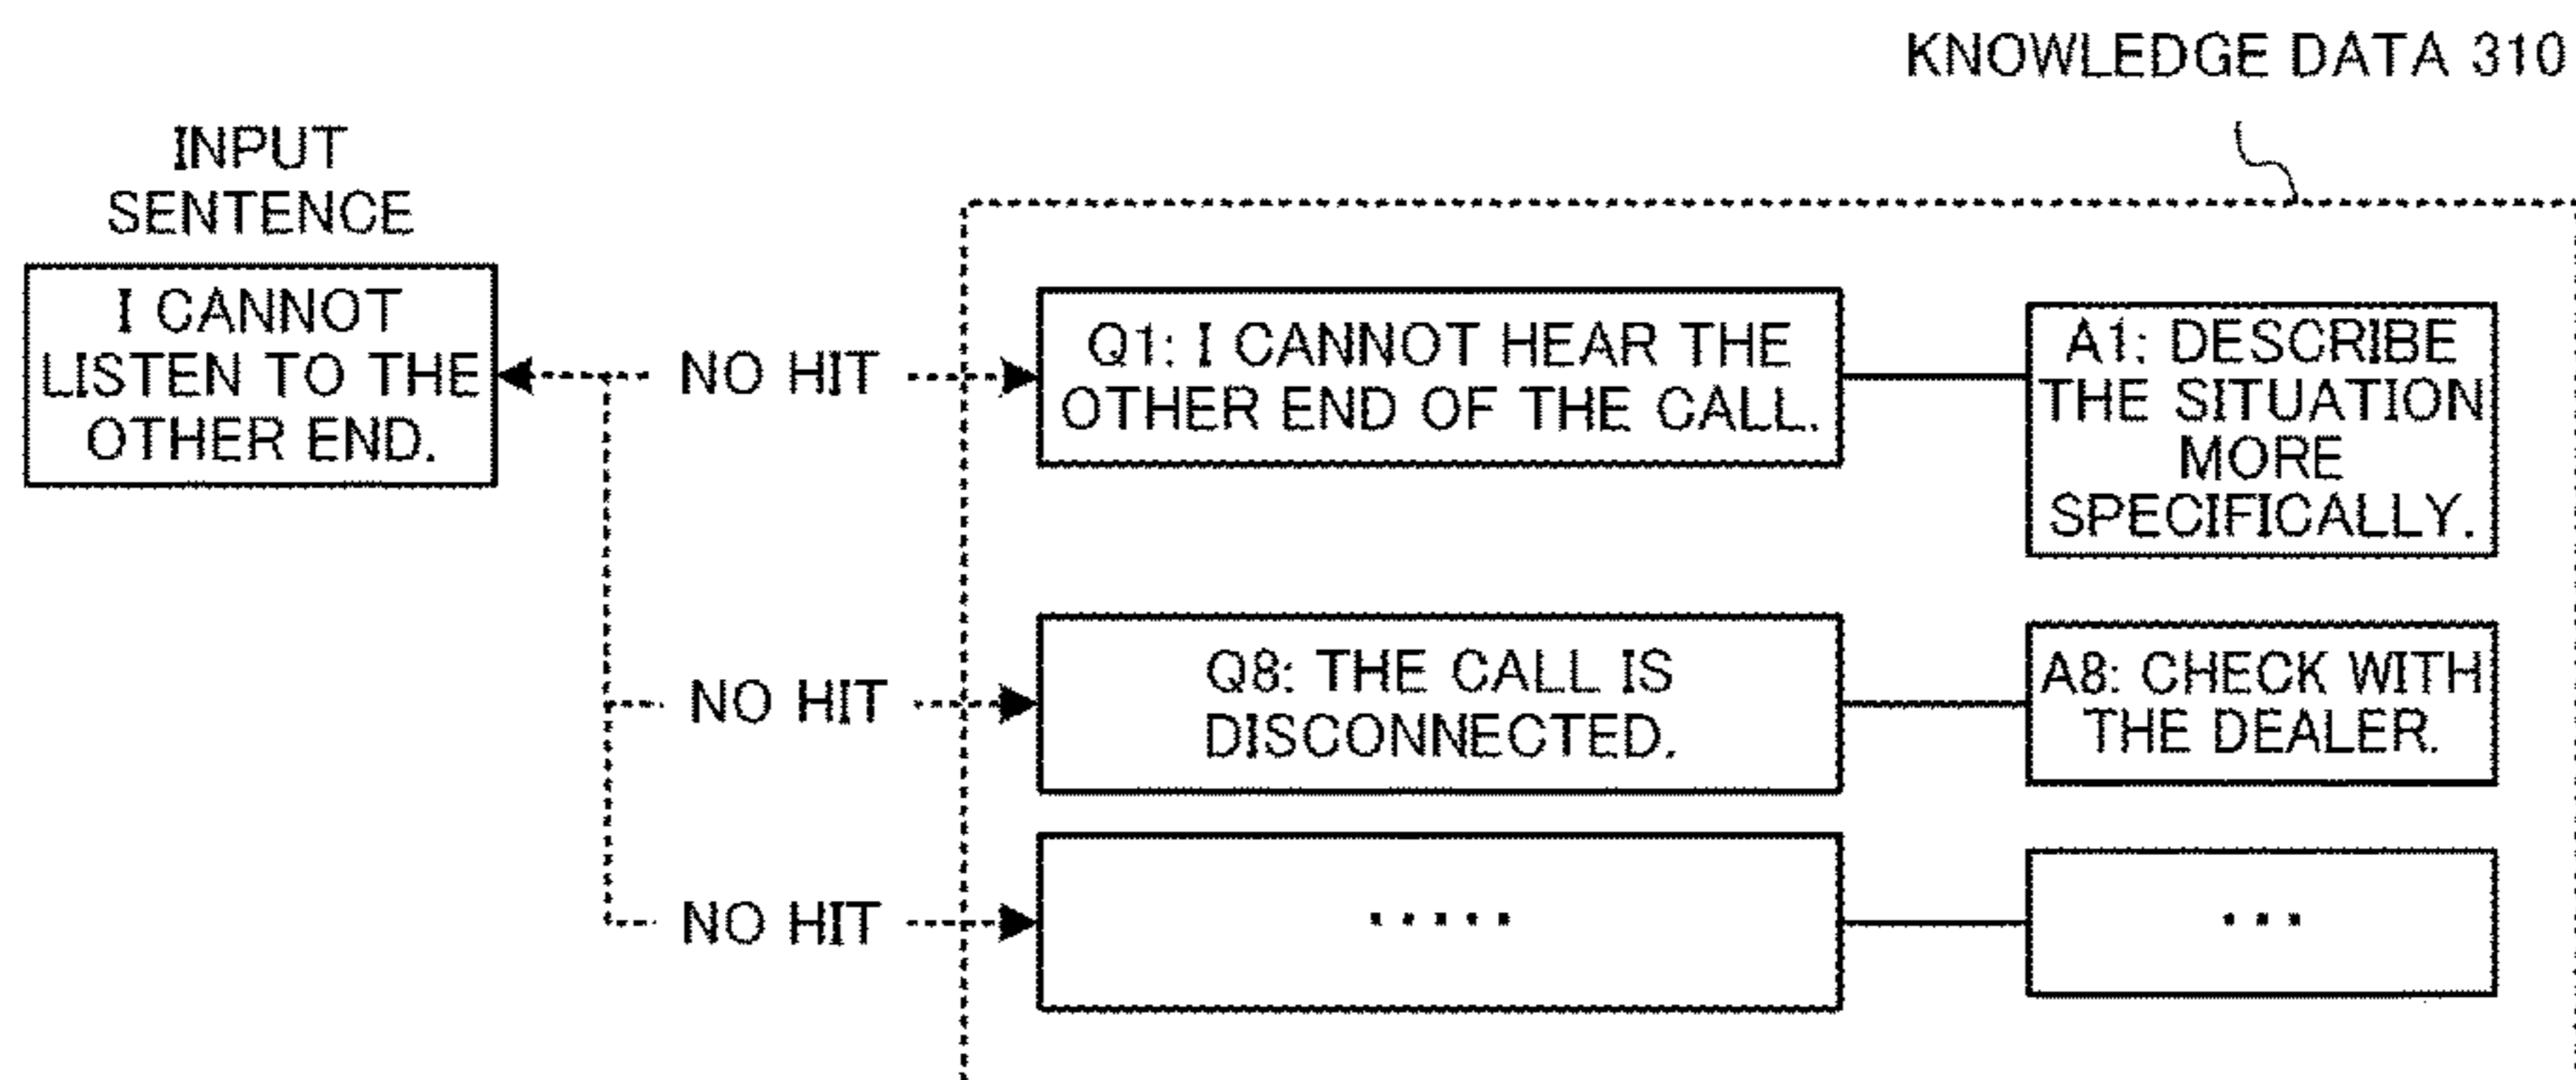 KNOWLEDGE DATA 310
INPUT
SENTENCE
I CANNOT
LISTEN TO THE
OTHER END.
NO HIT
Q1: I CANNOT HEAR THE
OTHER END OF THE CALL.
A1: DESCRIBE
THE SITUATION
MORE
SPECIFICALLY.
NO HIT
Q8: THE CALL IS
DISCONNECTED.
A8: CHECK WITH
THE DEALER.
NO HIT
.....
...